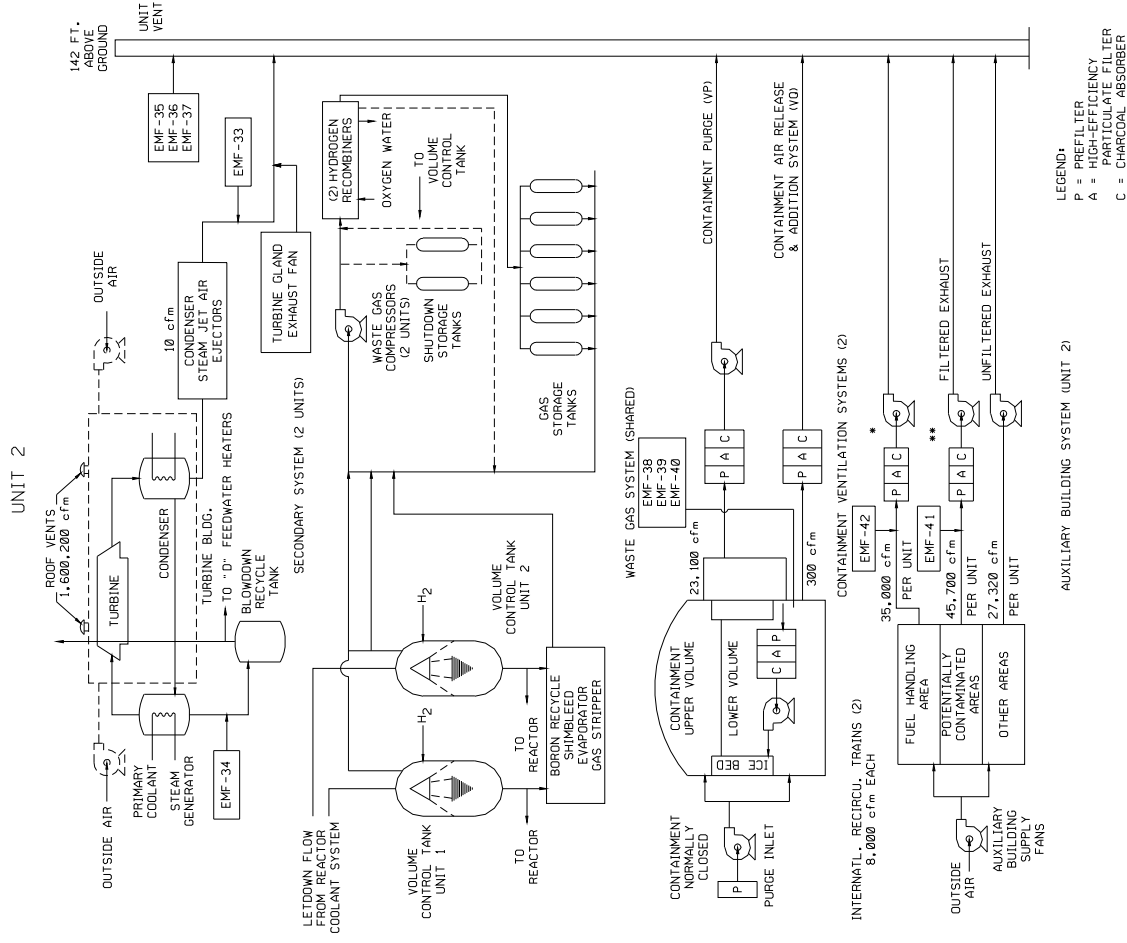 UNIT 2
142 FT.
ABOVE
GROUND
UNIT
VENT
EMF-35
EMF-36
EMF-37
EMF-33
OUTSIDE
AIR
10 cfm
CONDENSER
STEAM JET AIR
EJECTORS
TURBINE GLAND
EXHAUST FAN
ROOF VENTS
1,600,200 cfm
TURBINE
CONDENSER
TURBINE BLDG.
TO "D" FEEDWATER HEATERS
BLOWDOWN
RECYCLE
TANK
OUTSIDE AIR
PRIMARY
COOLANT
STEAM
GENERATOR
EMF-34
SECONDARY SYSTEM (2 UNITS)
(2) HYDROGEN
RECOMBINERS
OXYGEN
WATER
TO
VOLUME
CONTROL
TANK
WASTE GAS
COMPRESSORS
(2 UNITS)
SHUTDOWN
STORAGE
TANKS
GAS
STORAGE
TANKS
LETDOWN FLOW
FROM REACTOR
COOLANT SYSTEM
H2
H2
VOLUME
CONTROL TANK
UNIT 1
VOLUME
CONTROL TANK
UNIT 2
TO
REACTOR
TO
REACTOR
BORON RECYCLE
SHIMBLEED
EVAPORATOR
GAS STRIPPER
WASTE GAS SYSTEM (SHARED)
EMF-38
EMF-39
EMF-40
CONTAINMENT PURGE (VP)
CONTAINMENT AIR RELEASE
& ADDITION SYSTEM (VQ)
P A C
P A C
23,100 cfm
300 cfm
CONTAINMENT
UPPER VOLUME
LOWER VOLUME
C A P
ICE BED
CONTAINMENT
NORMALLY
CLOSED
P
PURGE INLET
INTERNATL. RECIRCU. TRAINS (2)
8,000 cfm EACH
CONTAINMENT VENTILATION SYSTEMS (2)
EMF-42
35,000 cfm
PER UNIT
P A C
*
EMF-41
45,700 cfm
PER UNIT
P A C
**
FILTERED EXHAUST
27,320 cfm
PER UNIT
UNFILTERED EXHAUST
FUEL HANDLING
AREA
POTENTIALLY
CONTAMINATED
AREAS
OTHER AREAS
OUTSIDE
AIR
AUXILIARY
BUILDING
SUPPLY
FANS
AUXILIARY BUILDING SYSTEM (UNIT 2)
LEGEND:
P = PREFILTER
A = HIGH-EFFICIENCY
PARTICULATE FILTER
C = CHARCOAL ABSORBER